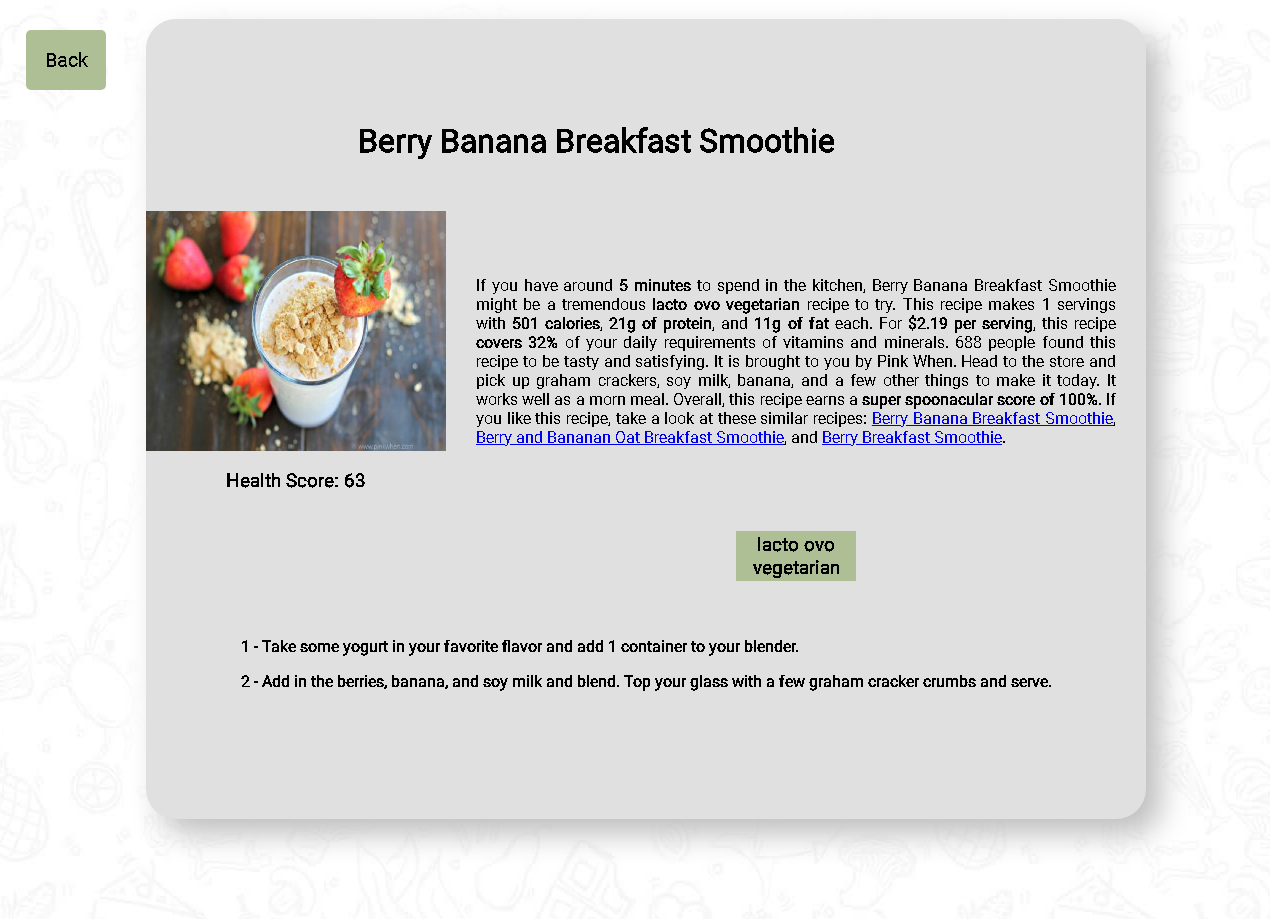 Back
Berry Banana Breakfast Smoothie
www.pinkwhen.com
If you have around 5 minutes to spend in the kitchen, Berry Banana Breakfast Smoothie
might be a tremendous lacto ovo vegetarian recipe to try. This recipe makes 1 servings
with 501 calories, 21g of protein, and 11g of fat each. For $2.19 per serving, this recipe
covers 32% of your daily requirements of vitamins and minerals. 688 people found this
recipe to be tasty and satisfying. It is brought to you by Pink When. Head to the store and
pick up graham crackers, soy milk, banana, and a few other things to make it today. It
works well as a morn meal. Overall, this recipe earns a super spoonacular score of 100%. If
you like this recipe, take a look at these similar recipes: Berry Banana Breakfast Smoothie,
Berry and Bananan Oat Breakfast Smoothie, and Berry Breakfast Smoothie.
Health Score: 63
lacto ovo
vegetarian
1 - Take some yogurt in your favorite flavor and add 1 container to your blender.
2 - Add in the berries, banana, and soy milk and blend. Top your glass with a few graham cracker crumbs and serve.